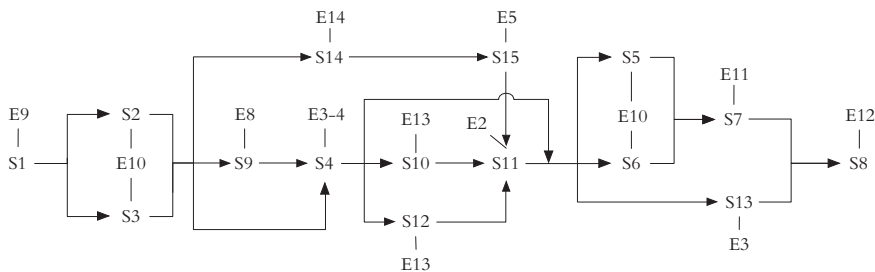 E14 E5
S14 S15
S5
E11
E9 S2 E8 E3-4 E13 E2 E10 S7 E12
S1 E10 S9 S4 S10 S11 S6 S8
S3 S12 S13
E13 E3